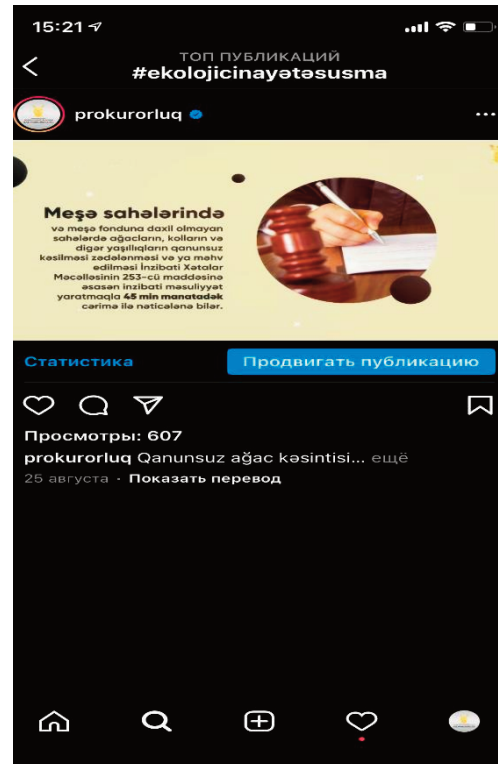 15:21
ТОП ПУБЛИКАЦИЙ
#ekolojicinayətəsusma
prokurorluq
Meşə sahələrində
və meşə fonduna daxil olmayan
sahələrdə ağacların, kolların və
digər yaşıllıqların qanunsuz
kəsilməsi zədələnməsi və ya məhv
edilməsi İnzibati Xətalar
Məcəlləsinin 253-cü maddəsinə
əsasən inzibati məsuliyyət
yaratmaqla 45 min manatadək
cərimə ilə nəticələnə bilər.
Статистика
Продвигать публикацию
Просмотры: 607
prokurorluq Qanunsuz ağac kəsintisi... ещё
25 августа · Показать перевод